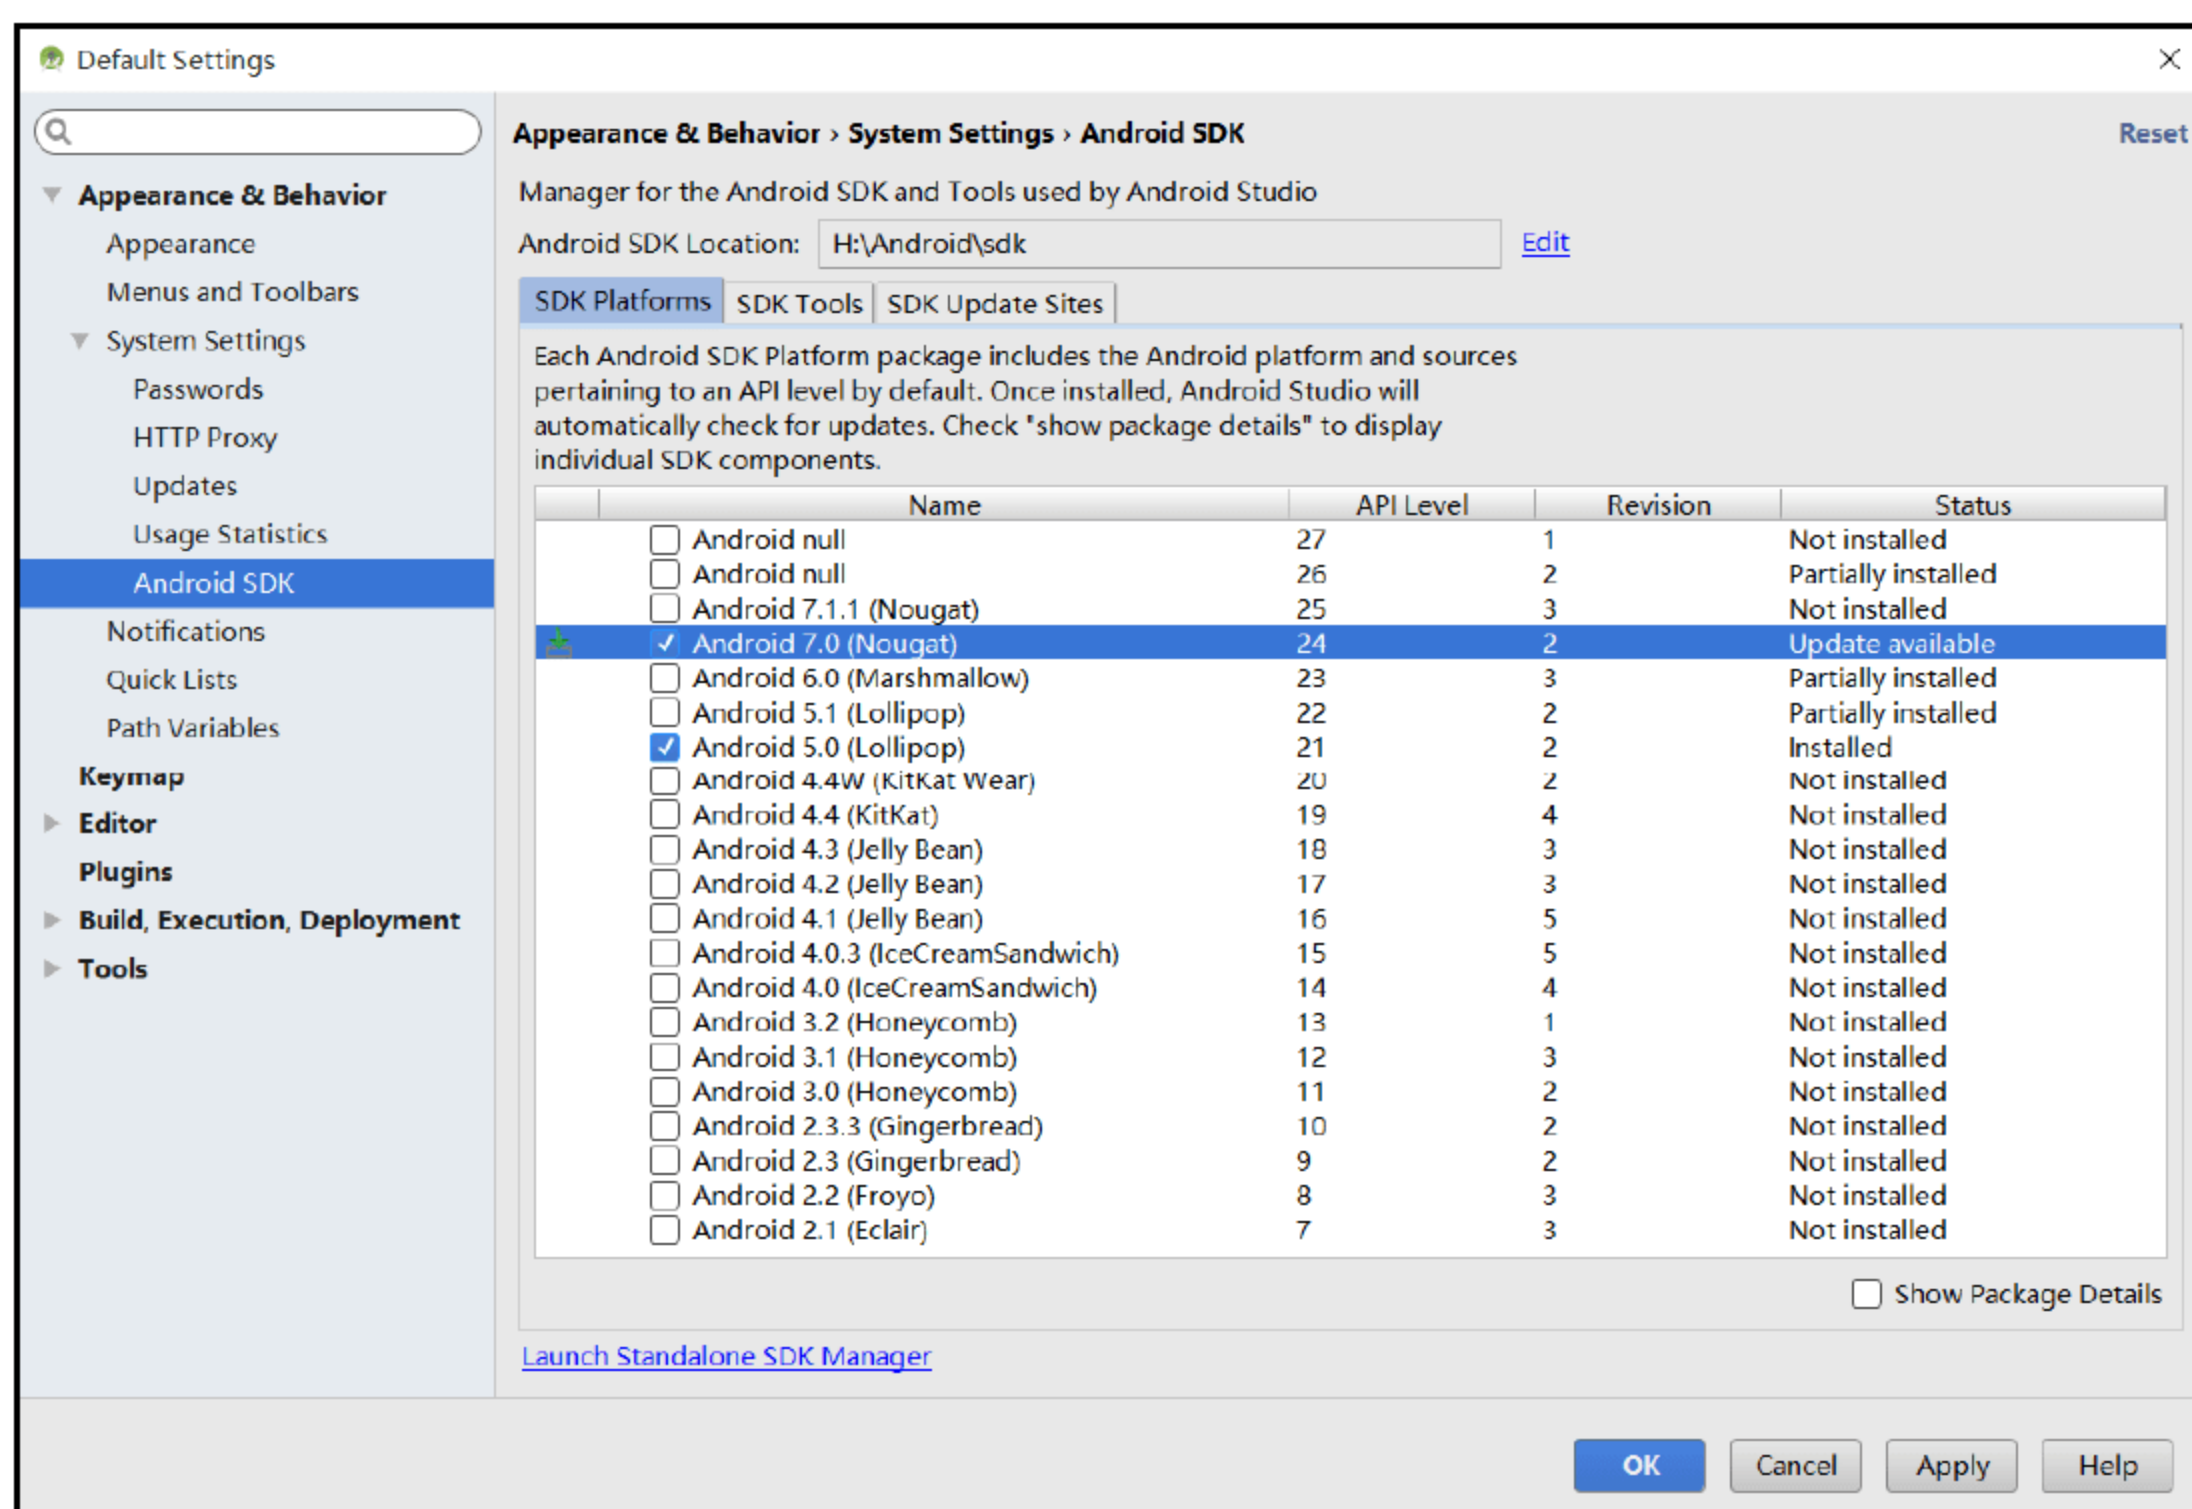 Default Settings
Appearance & Behavior
Appearance
Menus and Toolbars
System Settings
Passwords
HTTP Proxy
Updates
Usage Statistics
Android SDK
Notifications
Quick Lists
Path Variables
Keymap
Editor
Plugins
Build, Execution, Deployment
Tools
Appearance & Behavior › System Settings › Android SDK Reset
Manager for the Android SDK and Tools used by Android Studio
Android SDK Location: H:\Android\sdk Edit
SDK Platforms SDK Tools SDK Update Sites
Each Android SDK Platform package includes the Android platform and sources
pertaining to an API level by default. Once installed, Android Studio will
automatically check for updates. Check "show package details" to display
individual SDK components.
Name API Level Revision Status
Android null 27 1 Not installed
Android null 26 2 Partially installed
Android 7.1.1 (Nougat) 25 3 Not installed
Android 7.0 (Nougat) 24 2 Update available
Android 6.0 (Marshmallow) 23 3 Partially installed
Android 5.1 (Lollipop) 22 2 Partially installed
Android 5.0 (Lollipop) 21 2 Installed
Android 4.4W (KitKat Wear) 20 2 Not installed
Android 4.4 (KitKat) 19 4 Not installed
Android 4.3 (Jelly Bean) 18 3 Not installed
Android 4.2 (Jelly Bean) 17 3 Not installed
Android 4.1 (Jelly Bean) 16 5 Not installed
Android 4.0.3 (IceCreamSandwich) 15 5 Not installed
Android 4.0 (IceCreamSandwich) 14 4 Not installed
Android 3.2 (Honeycomb) 13 1 Not installed
Android 3.1 (Honeycomb) 12 3 Not installed
Android 3.0 (Honeycomb) 11 2 Not installed
Android 2.3.3 (Gingerbread) 10 2 Not installed
Android 2.3 (Gingerbread) 9 2 Not installed
Android 2.2 (Froyo) 8 3 Not installed
Android 2.1 (Eclair) 7 3 Not installed
Show Package Details
Launch Standalone SDK Manager
OK Cancel Apply Help